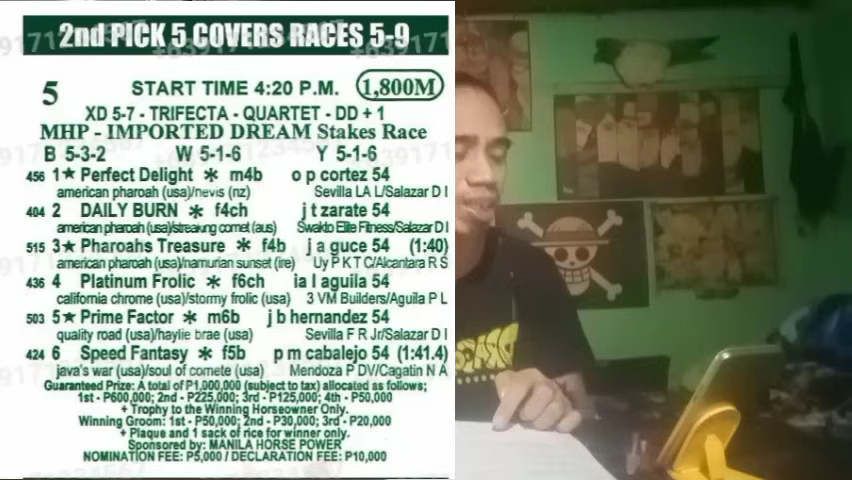 2nd PICK 5 COVERS RACES 5-9
5 START TIME 4:20 P.M. 1,800M
XD 5-7 - TRIFECTA - QUARTET - DD + 1
MHP - IMPORTED DREAM Stakes Race
B 5-3-2 W 5-1-6 Y 5-1-6
456 1★ Perfect Delight * m4b o p cortez 54
american pharoah (usa)/nevis (nz) Sevilla LA L/Salazar D I
404 2 DAILY BURN * f4ch j t zarate 54
american pharoah (usa)/streaking comet (aus) Swakto Elite Fitness/Salazar D I
515 3★ Pharoahs Treasure * f4b j a guce 54 (1:40)
american pharoah (usa)/namurian sunset (ire) Uy P K T C/Alcantara R S
436 4 Platinum Frolic * f6ch ia l aguila 54
california chrome (usa)/stormy frolic (usa) 3 VM Builders/Aguila P L
503 5★ Prime Factor * m6b j b hernandez 54
quality road (usa)/haylie brae (usa) Sevilla F R Jr/Salazar D I
424 6 Speed Fantasy * f5b p m cabalejo 54 (1:41.4)
java's war (usa)/soul of comete (usa) Mendoza P DV/Cagatin N A
Guaranteed Prize: A total of P1,000,000 (subject to tax) allocated as follows;
1st - P600,000; 2nd - P225,000; 3rd - P125,000; 4th - P50,000
+ Trophy to the Winning Horseowner Only.
Winning Groom: 1st - P50,000; 2nd - P30,000; 3rd - P20,000
+ Plaque and 1 sack of rice for winner only.
Sponsored by: MANILA HORSE POWER
NOMINATION FEE: P5,000 / DECLARATION FEE: P10,000